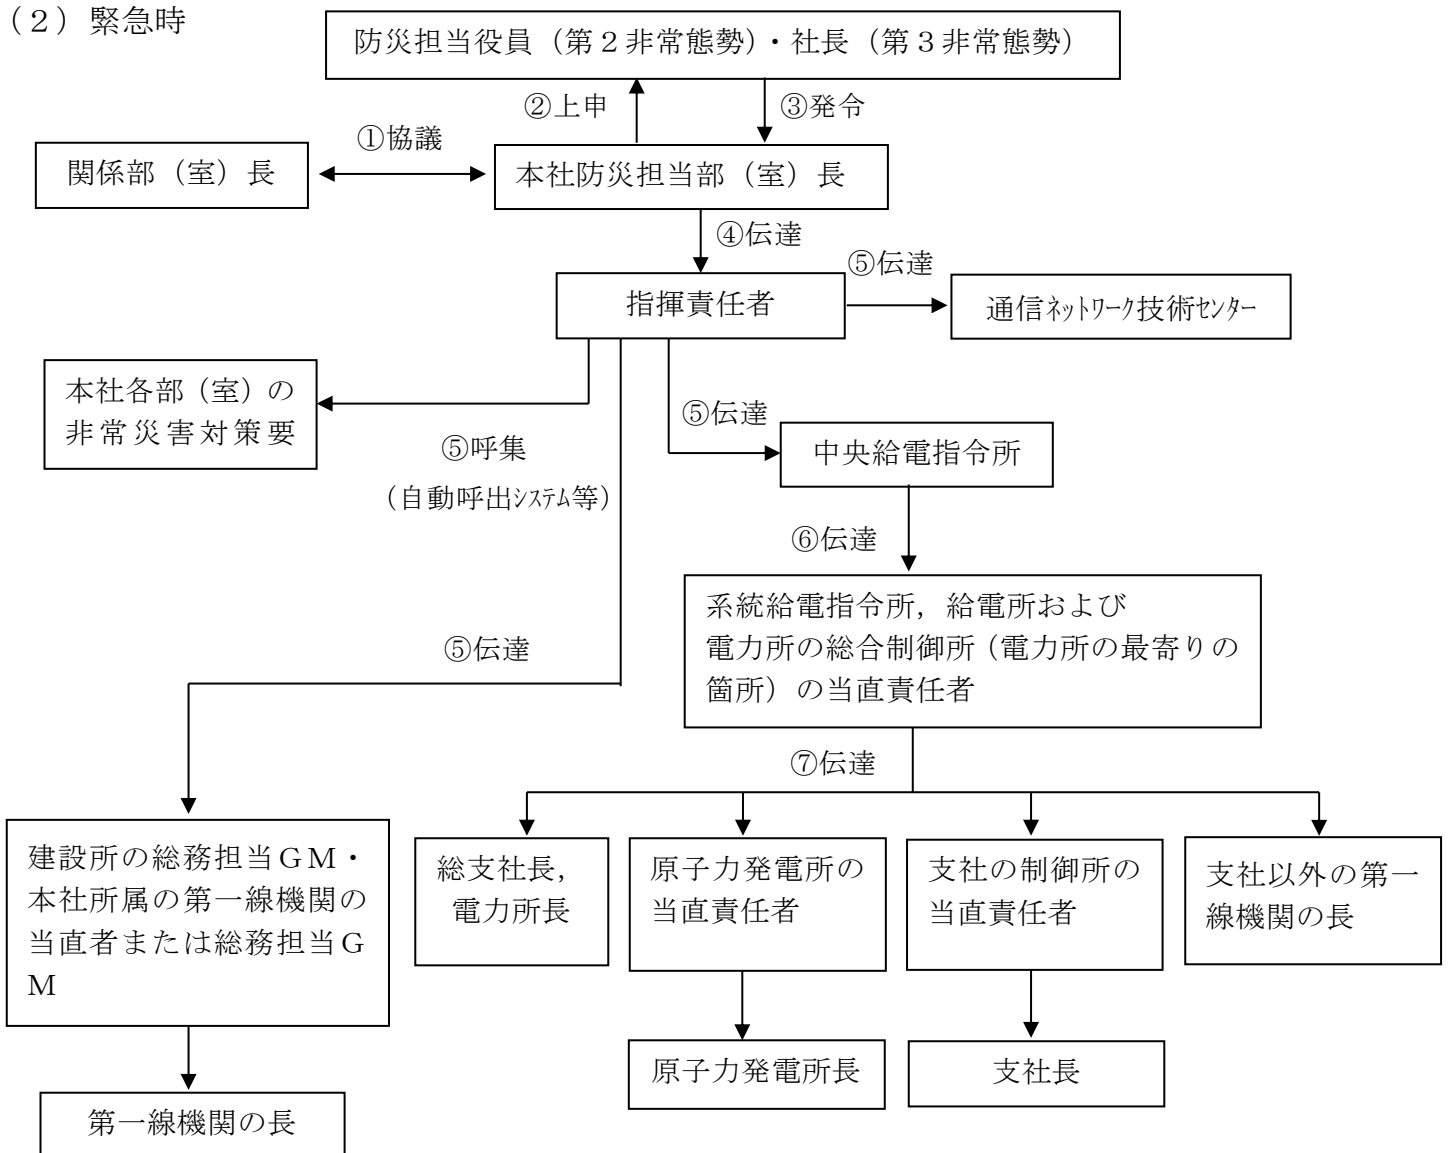 （２）緊急時
防災担当役員（第２非常態勢）・社長（第３非常態勢）
②上申
③発令
①協議
関係部（室）長
本社防災担当部（室）長
④伝達
⑤伝達
指揮責任者
通信ﾈｯﾄﾜｰｸ技術ｾﾝﾀｰ
本社各部（室）の
非常災害対策要
⑤呼集
（自動呼出ｼｽﾃﾑ等）
⑤伝達
中央給電指令所
⑥伝達
系統給電指令所，給電所および
電力所の総合制御所（電力所の最寄りの
箇所）の当直責任者
⑤伝達
⑦伝達
建設所の総務担当ＧＭ・
本社所属の第一線機関の
当直者または総務担当Ｇ
Ｍ
総支社長，
電力所長
原子力発電所の
当直責任者
支社の制御所の
当直責任者
支社以外の第一
線機関の長
原子力発電所長
支社長
第一線機関の長